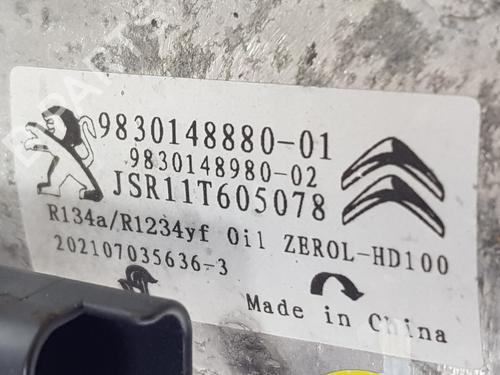 9830148880-01
9830148980-02
JSR11T605078
R134a/R1234yf Oil ZEROL-HD100
202107035636-3
Made in China